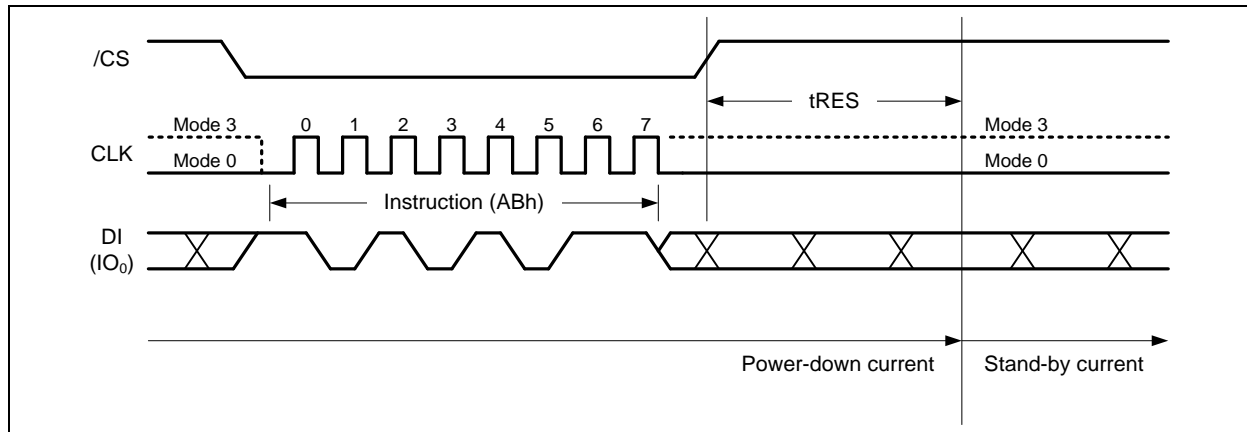 /CS
tRES
Mode 3 0 1 2 3 4 5 6 7 Mode 3
CLK
Mode 0 Mode 0
Instruction (ABh)
DI
(IO₀)
Power-down current Stand-by current